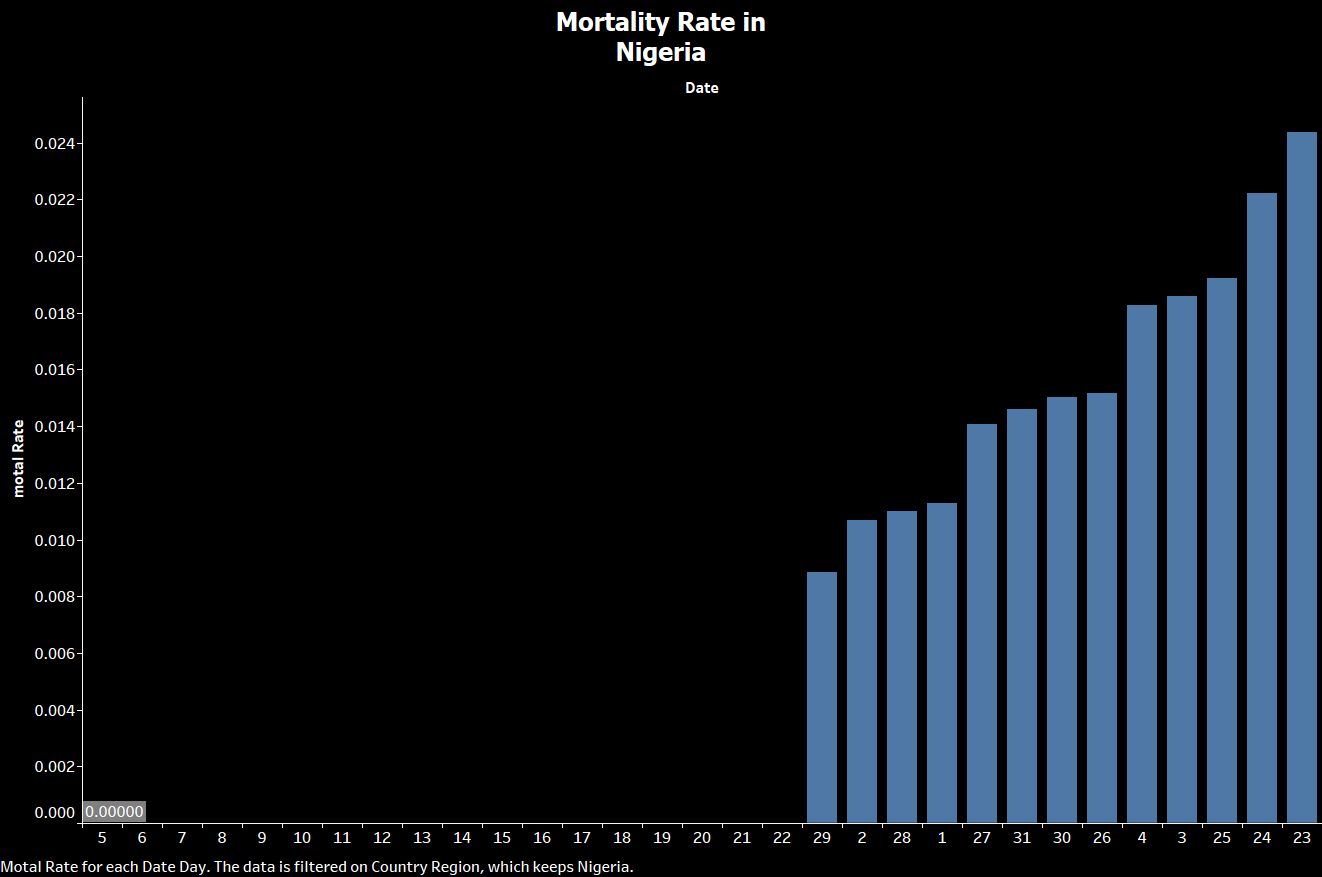 Mortality Rate in
Nigeria
Date
0.024
0.022
0.020
0.018
0.016
0.014
0.012
0.010
0.008
0.006
0.004
0.002
0.000
motal Rate
0.00000
5 6 7 8 9 10 11 12 13 14 15 16 17 18 19 20 21 22 29 2 28 1 27 31 30 26 4 3 25 24 23
Motal Rate for each Date Day. The data is filtered on Country Region, which keeps Nigeria.